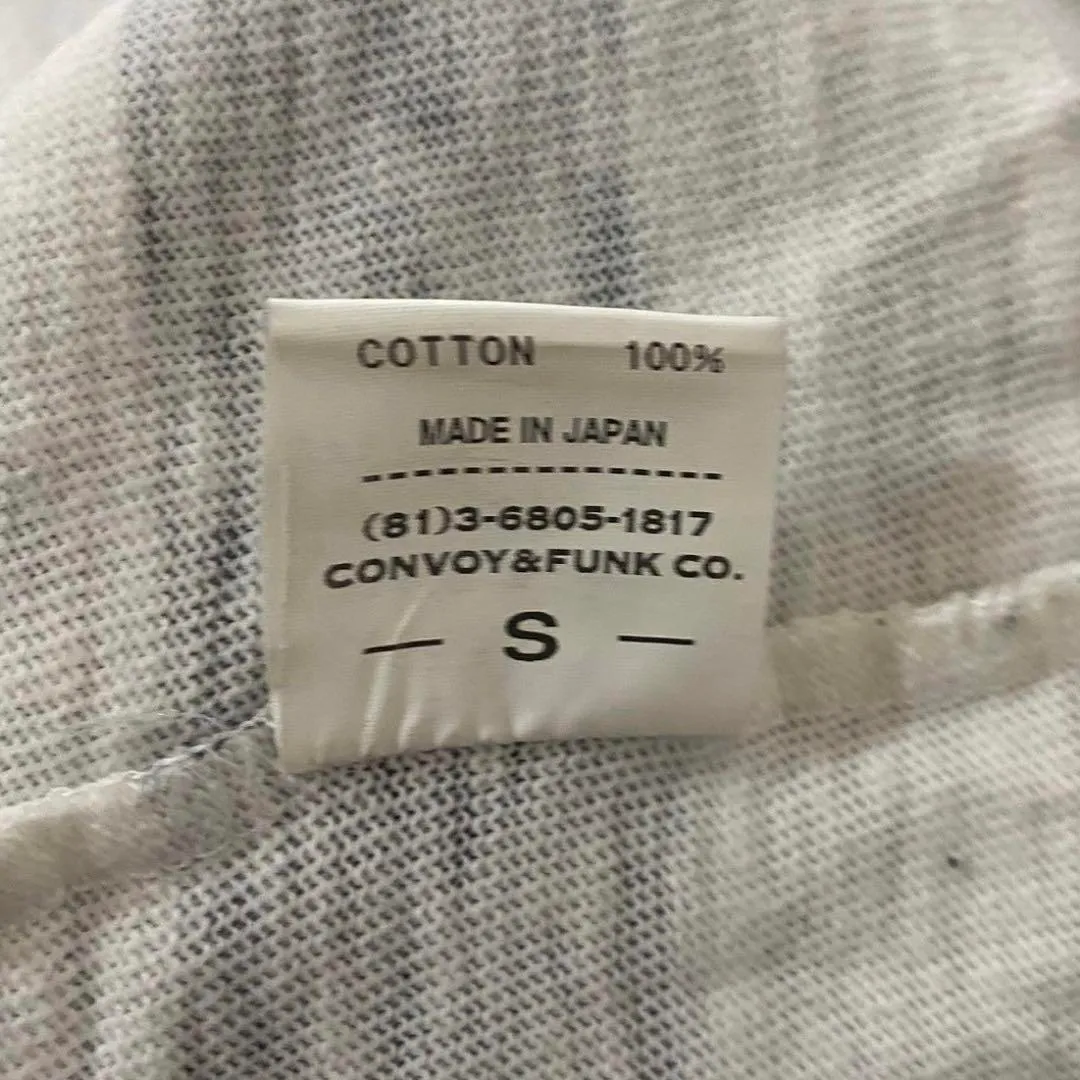 COTTON 100%
MADE IN JAPAN
(81)3-6805-1817
CONVOY&FUNK CO.
— S —